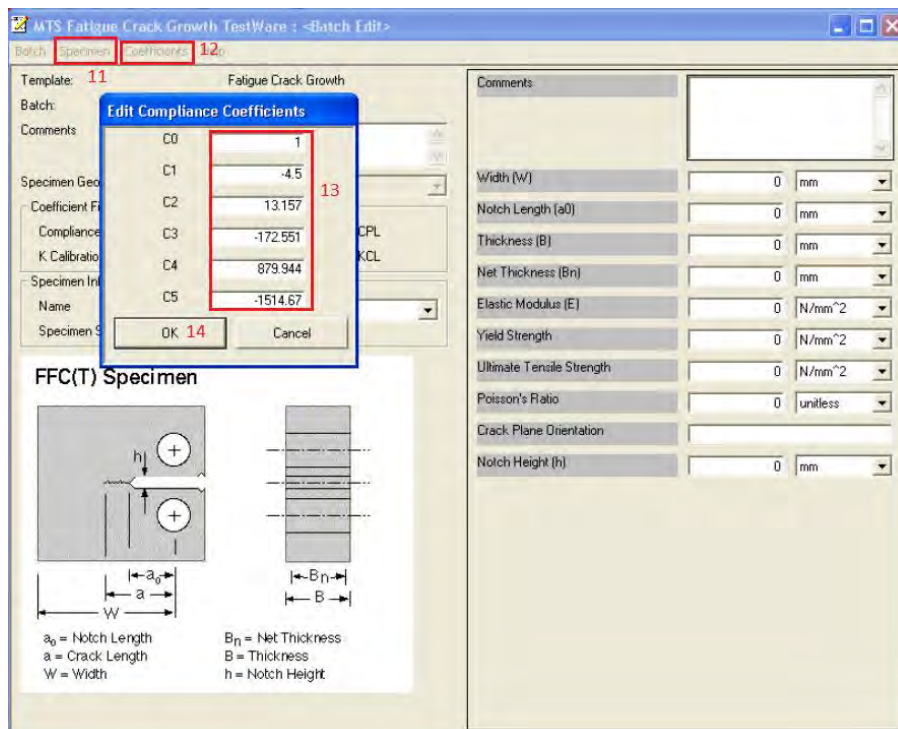 MTS Fatigue Crack Growth TestWare : <Batch Edit>
Batch Specimen Coefficients 12
Template: 11 Fatigue Crack Growth
Batch:
Comments
Specimen Geo
Coefficient Fi
Compliance CPL
K Calibratio KCL
Specimen Inf
Name
Specimen S
Edit Compliance Coefficients
C0 1
C1 -4.5
C2 13.157
C3 -172.551
C4 879.944
C5 -1514.67
13
OK 14 Cancel
FFC(T) Specimen
h
a₀
a
W
Bn
B
a₀ = Notch Length
a = Crack Length
W = Width
Bn = Net Thickness
B = Thickness
h = Notch Height
Comments
Width (W) 0 mm
Notch Length (a0) 0 mm
Thickness (B) 0 mm
Net Thickness (Bn) 0 mm
Elastic Modulus (E) 0 N/mm^2
Yield Strength 0 N/mm^2
Ultimate Tensile Strength 0 N/mm^2
Poisson's Ratio 0 unitless
Crack Plane Orientation
Notch Height (h) 0 mm